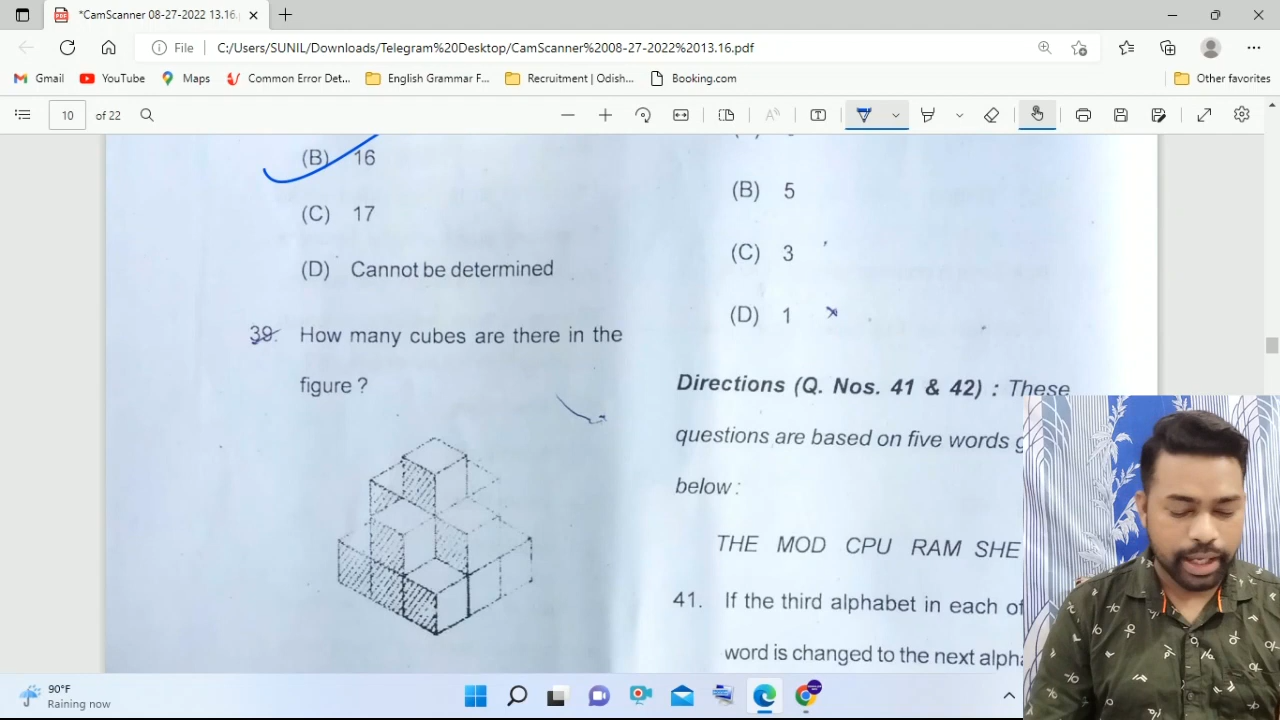 *CamScanner 08-27-2022 13.16.
File
C:/Users/SUNIL/Downloads/Telegram%20Desktop/CamScanner%2008-27-2022%2013.16.pdf
Gmail
YouTube
Maps
Common Error Det...
English Grammar F...
Recruitment | Odish...
Booking.com
Other favorites
10 of 22
(B) 16
(C) 17
(D) Cannot be determined
39. How many cubes are there in the
figure ?
(B) 5
(C) 3
(D) 1
Directions (Q. Nos. 41 & 42) : These
questions are based on five words g
below :
THE MOD CPU RAM SHE
41. If the third alphabet in each of
word is changed to the next alpha
90°F
Raining now